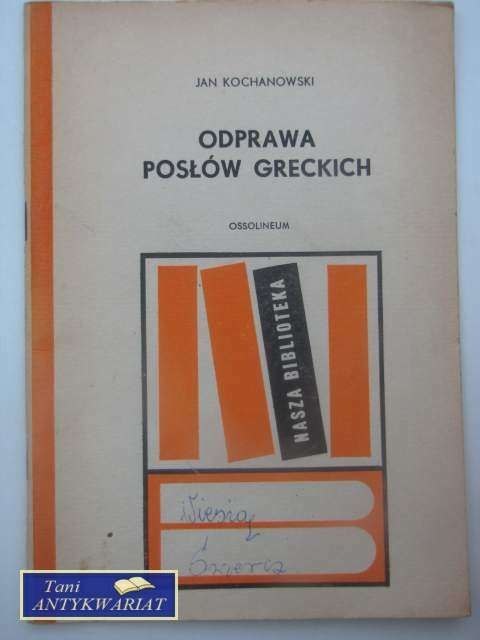 JAN KOCHANOWSKI
ODPRAWA
POSŁÓW GRECKICH
OSSOLINEUM
NASZA BIBLIOTEKA
Tani
ANTYKWARIAT